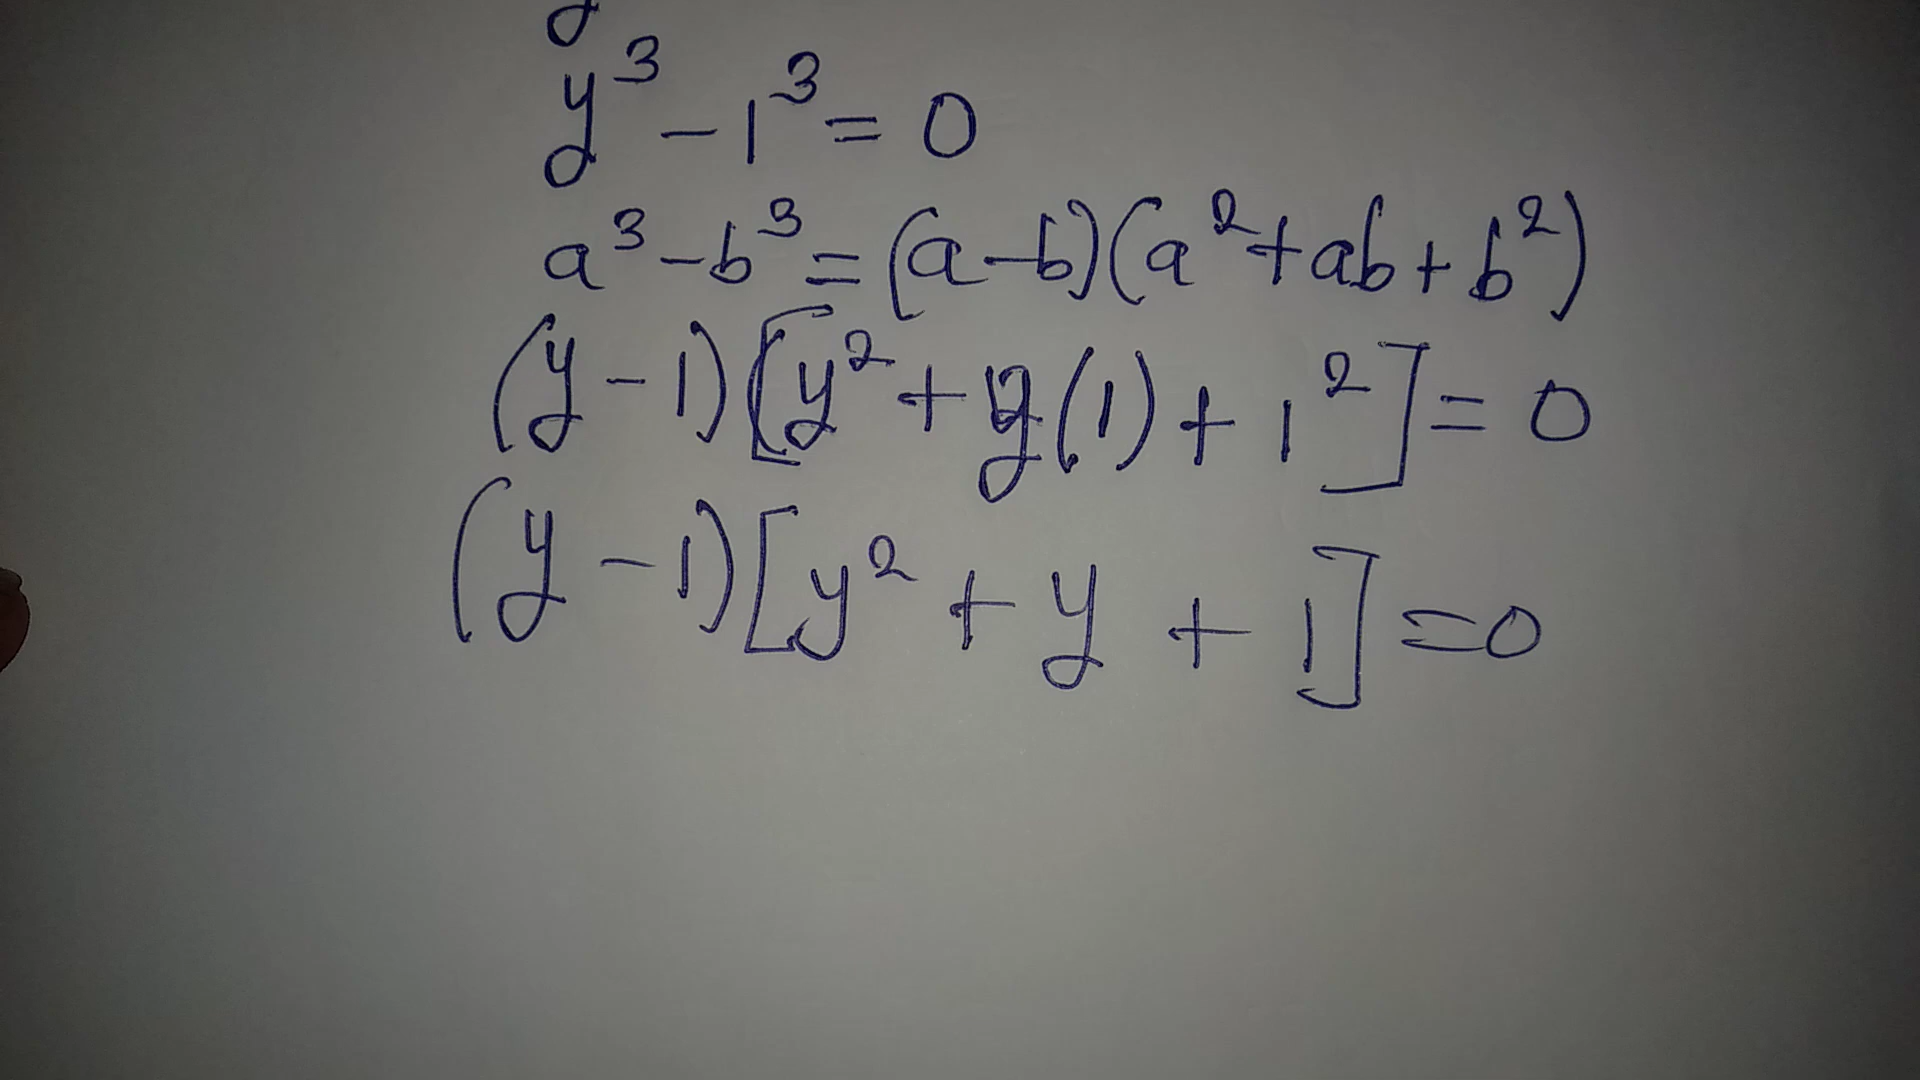 y³ - 1³ = 0
a³ - b³ = (a - b)(a² + ab + b²)
(y - 1)[y² + y(1) + 1²] = 0
(y - 1)[y² + y + 1] = 0